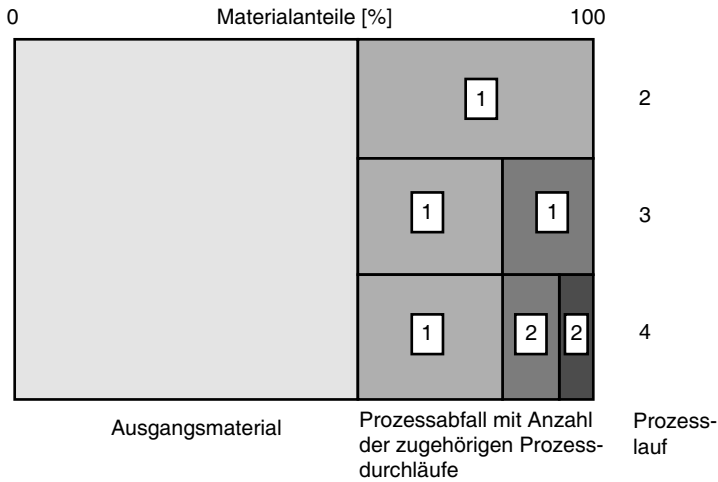 0 Materialanteile [%] 100
1 2
1 1 3
1 2 2 4
Ausgangsmaterial
Prozessabfall mit Anzahl
der zugehörigen Prozess-
durchläufe
Prozess-
lauf